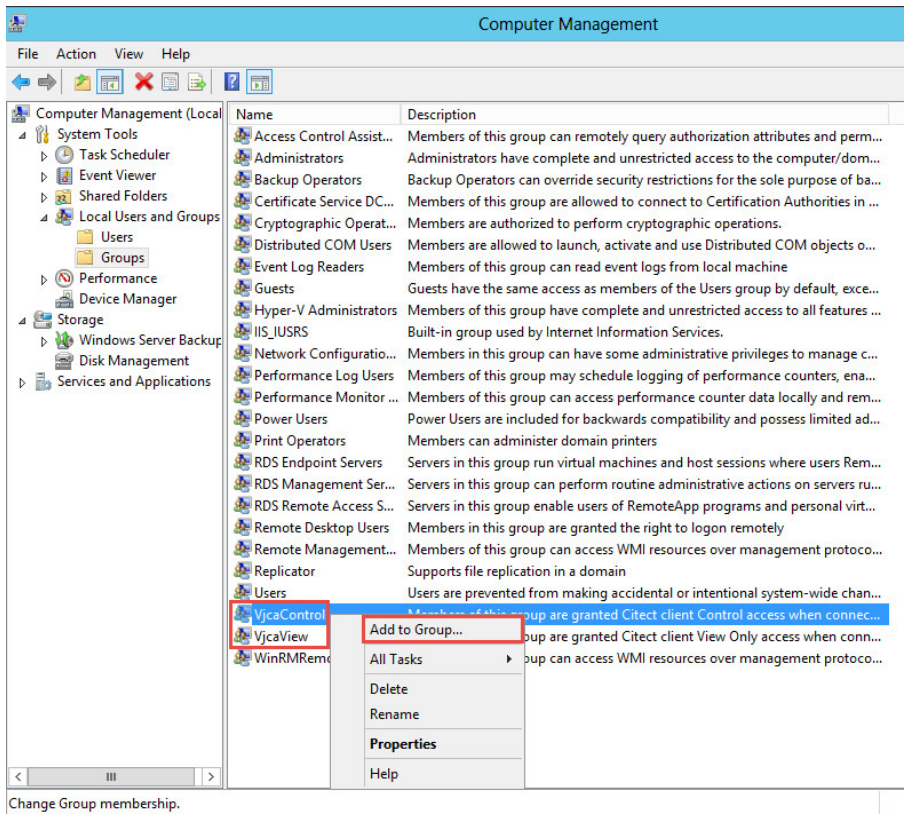 Computer Management
File Action View Help
Computer Management (Local
System Tools
Task Scheduler
Event Viewer
Shared Folders
Local Users and Groups
Users
Groups
Performance
Device Manager
Storage
Windows Server Backup
Disk Management
Services and Applications
Name Description
Access Control Assist... Members of this group can remotely query authorization attributes and perm...
Administrators Administrators have complete and unrestricted access to the computer/dom...
Backup Operators Backup Operators can override security restrictions for the sole purpose of ba...
Certificate Service DC... Members of this group are allowed to connect to Certification Authorities in ...
Cryptographic Operat... Members are authorized to perform cryptographic operations.
Distributed COM Users Members are allowed to launch, activate and use Distributed COM objects o...
Event Log Readers Members of this group can read event logs from local machine
Guests Guests have the same access as members of the Users group by default, exce...
Hyper-V Administrators Members of this group have complete and unrestricted access to all features ...
IIS_IUSRS Built-in group used by Internet Information Services.
Network Configuratio... Members in this group can have some administrative privileges to manage c...
Performance Log Users Members of this group may schedule logging of performance counters, ena...
Performance Monitor ... Members of this group can access performance counter data locally and rem...
Power Users Power Users are included for backwards compatibility and possess limited ad...
Print Operators Members can administer domain printers
RDS Endpoint Servers Servers in this group run virtual machines and host sessions where users Rem...
RDS Management Ser... Servers in this group can perform routine administrative actions on servers ru...
RDS Remote Access S... Servers in this group enable users of RemoteApp programs and personal virt...
Remote Desktop Users Members in this group are granted the right to logon remotely
Remote Management... Members of this group can access WMI resources over management protoco...
Replicator Supports file replication in a domain
Users Users are prevented from making accidental or intentional system-wide chan...
VjcaControl Members of this group are granted Citect client Control access when connec...
VjcaView oup are granted Citect client View Only access when conn...
WinRMRemo oup can access WMI resources over management protoco...
Add to Group...
All Tasks
Delete
Rename
Properties
Help
Change Group membership.